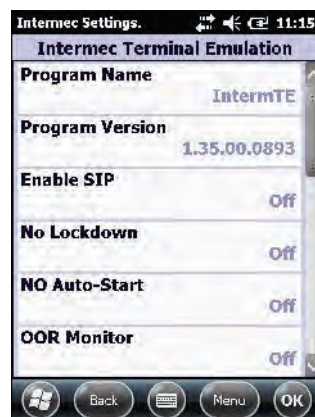 Intermec Settings. 11:15
Intermec Terminal Emulation
Program Name
IntermTE
Program Version
1.35.00.0893
Enable SIP
Off
No Lockdown
Off
NO Auto-Start
Off
OOR Monitor
Off
Back Menu OK